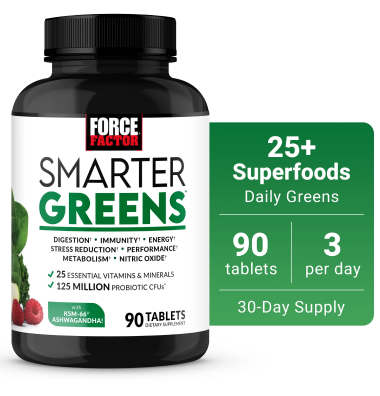 FORCE
FACTOR
SMARTER
GREENS™
DIGESTION† • IMMUNITY† • ENERGY†
STRESS REDUCTION† • PERFORMANCE†
METABOLISM† • NITRIC OXIDE†
✓ 25 ESSENTIAL VITAMINS & MINERALS
✓ 125 MILLION PROBIOTIC CFUs*
with
KSM-66®
ASHWAGANDHA!
90 TABLETS
DIETARY SUPPLEMENT
25+
Superfoods
Daily Greens
90 tablets
3 per day
30-Day Supply